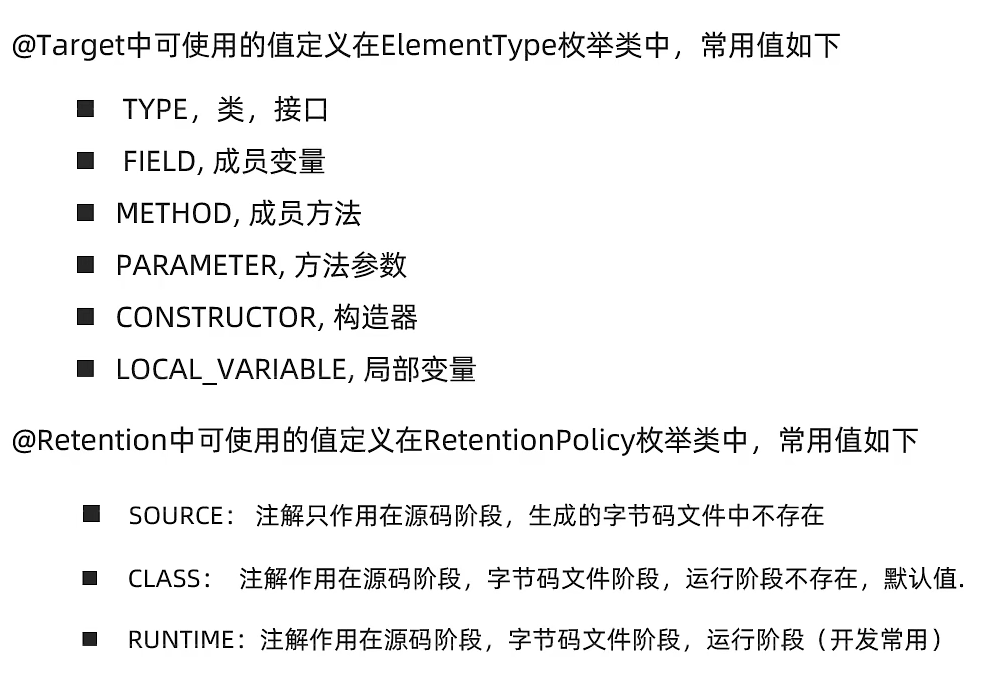 @Target中可使用的值定义在ElementType枚举类中，常用值如下
■ TYPE，类，接口
■ FIELD, 成员变量
■ METHOD, 成员方法
■ PARAMETER, 方法参数
■ CONSTRUCTOR, 构造器
■ LOCAL_VARIABLE, 局部变量
@Retention中可使用的值定义在RetentionPolicy枚举类中，常用值如下
■ SOURCE： 注解只作用在源码阶段，生成的字节码文件中不存在
■ CLASS： 注解作用在源码阶段，字节码文件阶段，运行阶段不存在，默认值.
■ RUNTIME：注解作用在源码阶段，字节码文件阶段，运行阶段（开发常用）